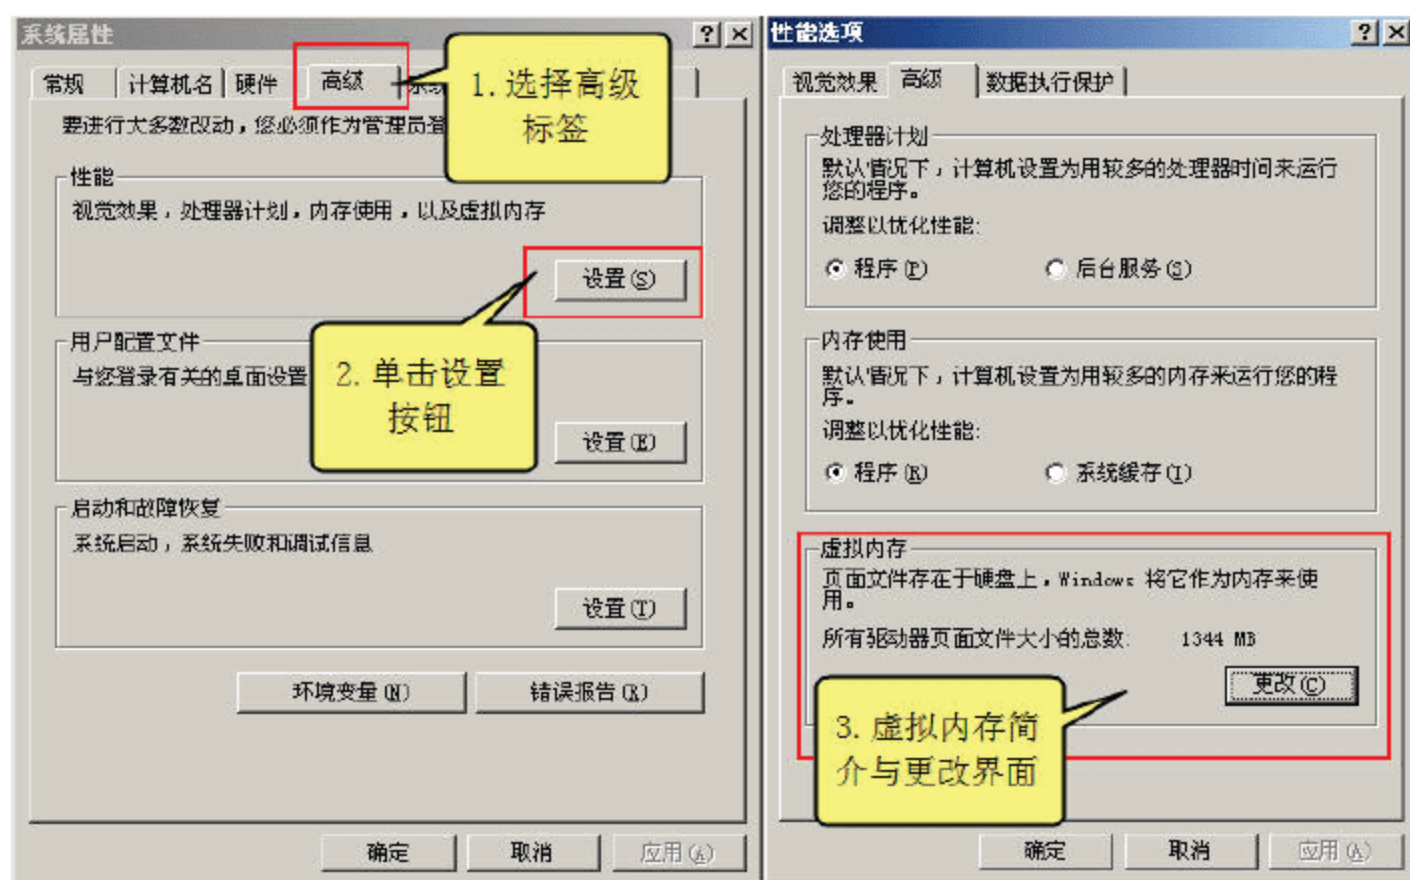 系统属性
常规 计算机名 硬件 高级
要进行大多数改动，您必须作为管理员登
1. 选择高级
标签
性能
视觉效果，处理器计划，内存使用，以及虚拟内存
设置(S)
2. 单击设置
按钮
用户配置文件
与您登录有关的桌面设置
设置(E)
启动和故障恢复
系统启动，系统失败和调试信息
设置(T)
环境变量(N) 错误报告(R)
确定 取消 应用(A)
性能选项
视觉效果 高级 数据执行保护
处理器计划
默认情况下，计算机设置为用较多的处理器时间来运行
您的程序。
调整以优化性能:
程序(P) 后台服务(S)
内存使用
默认情况下，计算机设置为用较多的内存来运行您的程
序。
调整以优化性能:
程序(R) 系统缓存(T)
虚拟内存
页面文件存在于硬盘上，Windows 将它作为内存来使
用。
所有驱动器页面文件大小的总数: 1344 MB
更改(C)
3. 虚拟内存简
介与更改界面
确定 取消 应用(A)